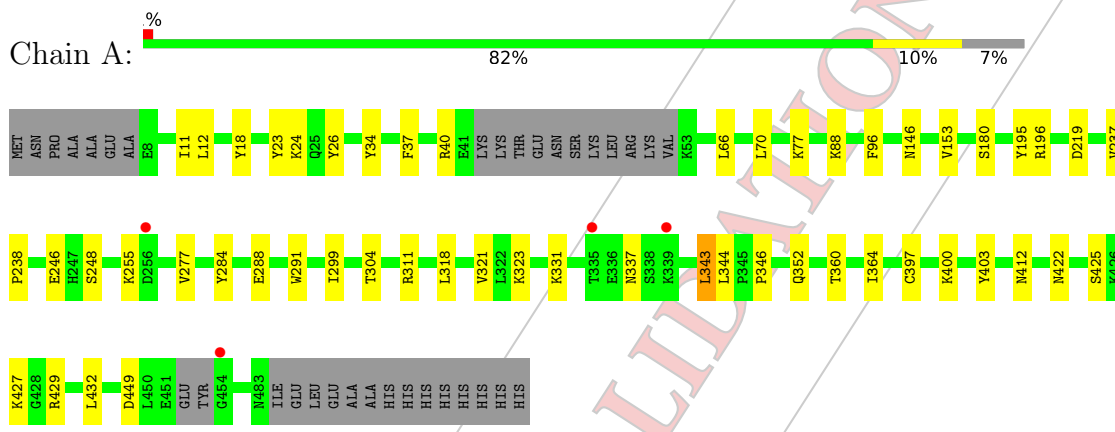 .%
Chain A:
82% 10% 7%
MET ASN PRO ALA ALA GLU ALA E8 I11 L12 Y18 Y23 K24 Q25 Y26 Y34 F37 R40 E41 LYS LYS THR GLU ASN SER LYS LEU ARG LYS VAL K53 L66 L70 K77 K88 F96 N146 V153 S180 Y195 R196 D219 V237
P238 E246 H247 S248 K255 D256 V277 Y284 E288 W291 I299 T304 R311 L318 V321 L322 K323 K331 T335 E336 N337 S338 K339 L343 L344 P345 P346 Q352 T360 I364 C397 K400 Y403 N412 N422 S425 K426
K427 G428 R429 L432 D449 L450 E451 GLU TYR G454 N483 ILE GLU LEU GLU ALA ALA HIS HIS HIS HIS HIS HIS HIS HIS
LIDATION